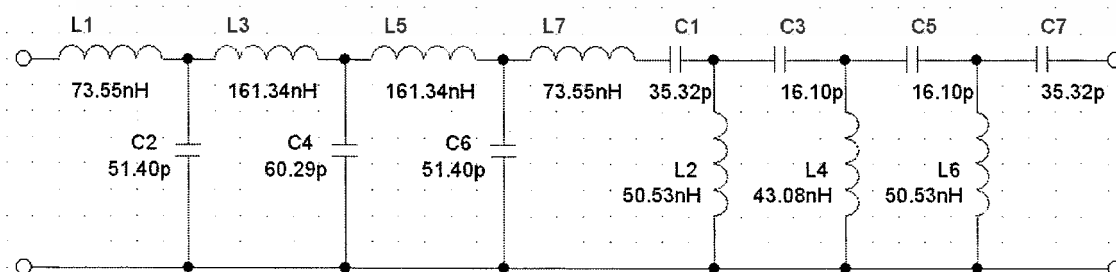 L1 L3 L5 L7 C1 C3 C5 C7
73.55nH 161.34nH 161.34nH 73.55nH 35.32p 16.10p 16.10p 35.32p
C2 C4 C6
51.40p 60.29p 51.40p
L2 L4 L6
50.53nH 43.08nH 50.53nH